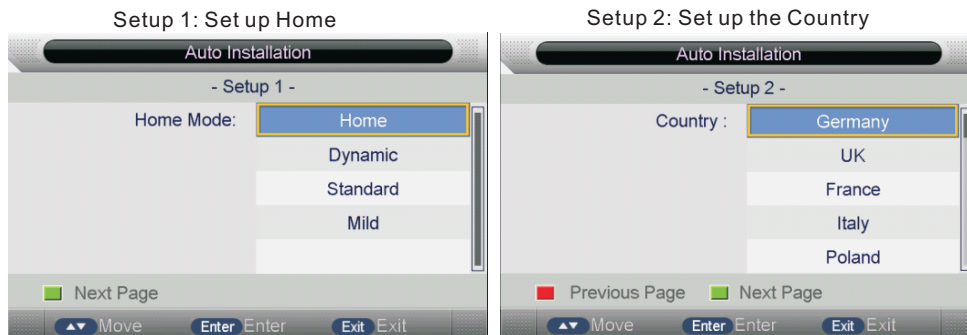 Setup 1: Set up Home
Auto Installation
- Setup 1 -
Home Mode: Home
Dynamic
Standard
Mild
Next Page
Move Enter Enter Exit Exit
Setup 2: Set up the Country
Auto Installation
- Setup 2 -
Country : Germany
UK
France
Italy
Poland
Previous Page Next Page
Move Enter Enter Exit Exit